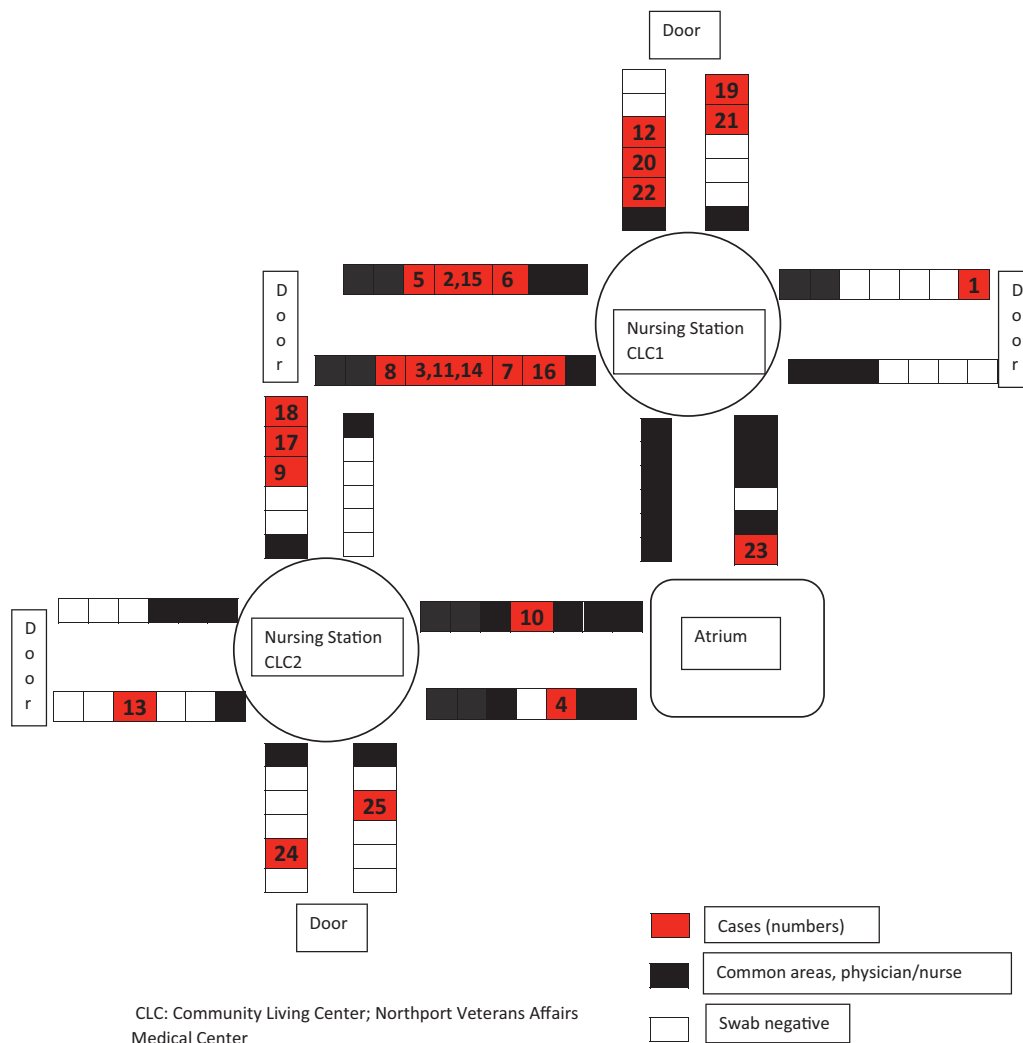 Door
19
21
12
20
22
5
2,15
6
1
D
o
o
r
D
o
o
r
Nursing Station
CLC1
8
3,11,14
7
16
18
17
9
23
10
Nursing Station
CLC2
Atrium
D
o
o
r
13
4
25
24
Door
Cases (numbers)
Common areas, physician/nurse
Swab negative
CLC: Community Living Center; Northport Veterans Affairs
Medical Center